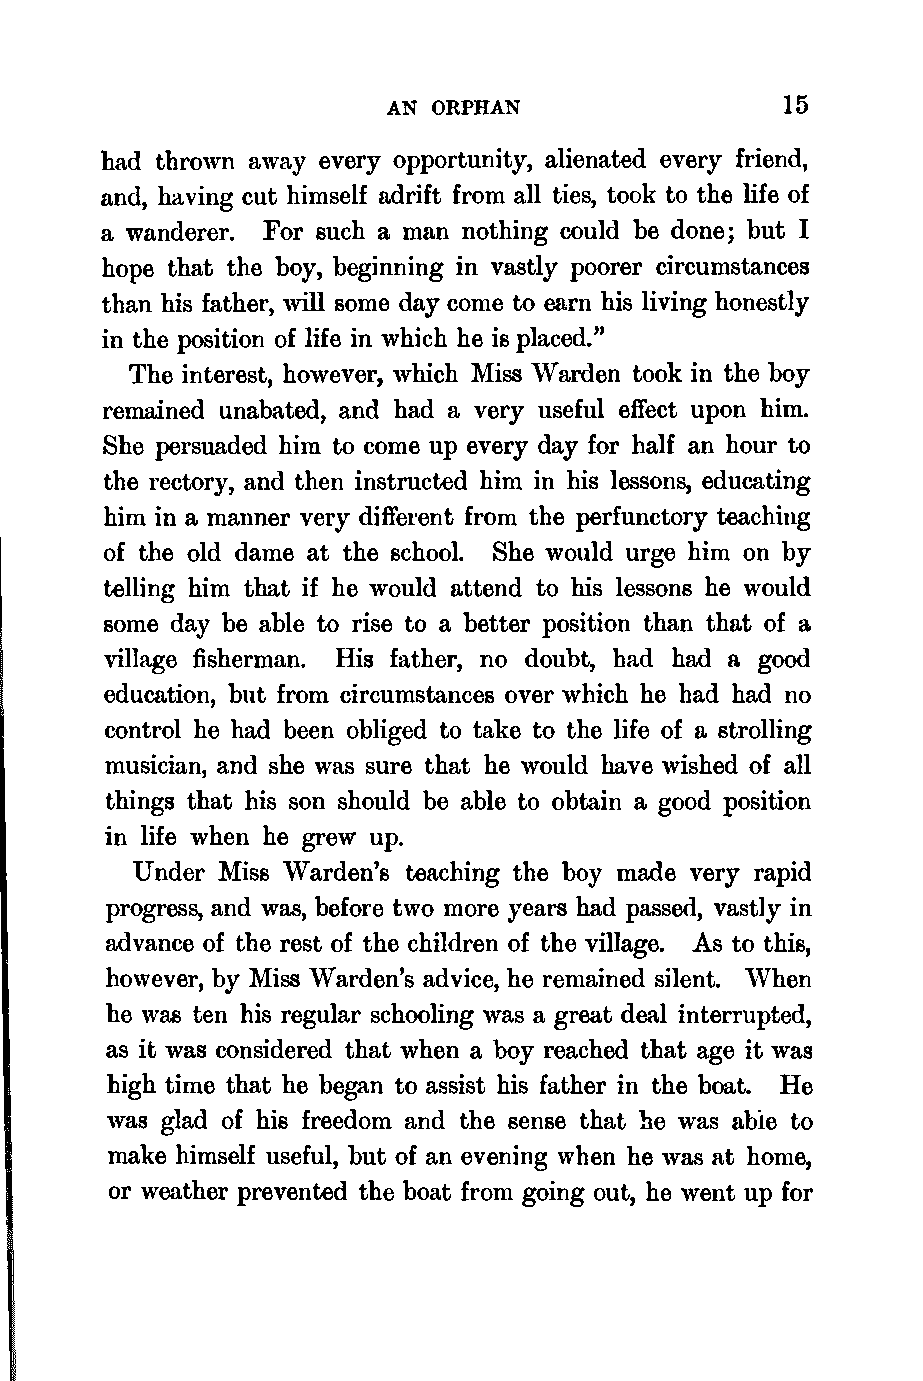 AN ORPHAN 15
had thrown away every opportunity, alienated every friend,
and, having cut himself adrift from all ties, took to the life of
a wanderer. For such a man nothing could be done; but I
hope that the boy, beginning in vastly poorer circumstances
than his father, will some day come to earn his living honestly
in the position of life in which he is placed."
The interest, however, which Miss Warden took in the boy
remained unabated, and had a very useful effect upon him.
She persuaded him to come up every day for half an hour to
the rectory, and then instructed him in his lessons, educating
him in a manner very different from the perfunctory teaching
of the old dame at the school. She would urge him on by
telling him that if he would attend to his lessons he would
some day be able to rise to a better position than that of a
village fisherman. His father, no doubt, had had a good
education, but from circumstances over which he had had no
control he had been obliged to take to the life of a strolling
musician, and she was sure that he would have wished of all
things that his son should be able to obtain a good position
in life when he grew up.
Under Miss Warden's teaching the boy made very rapid
progress, and was, before two more years had passed, vastly in
advance of the rest of the children of the village. As to this,
however, by Miss Warden's advice, he remained silent. When
he was ten his regular schooling was a great deal interrupted,
as it was considered that when a boy reached that age it was
high time that he began to assist his father in the boat. He
was glad of his freedom and the sense that he was able to
make himself useful, but of an evening when he was at home,
or weather prevented the boat from going out, he went up for